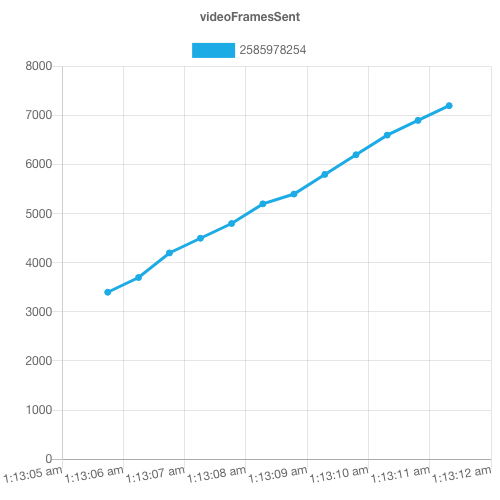 videoFramesSent
2585978254
8000
7000
6000
5000
4000
3000
2000
1000
0
1:13:05 am
1:13:06 am
1:13:07 am
1:13:08 am
1:13:09 am
1:13:10 am
1:13:11 am
1:13:12 am